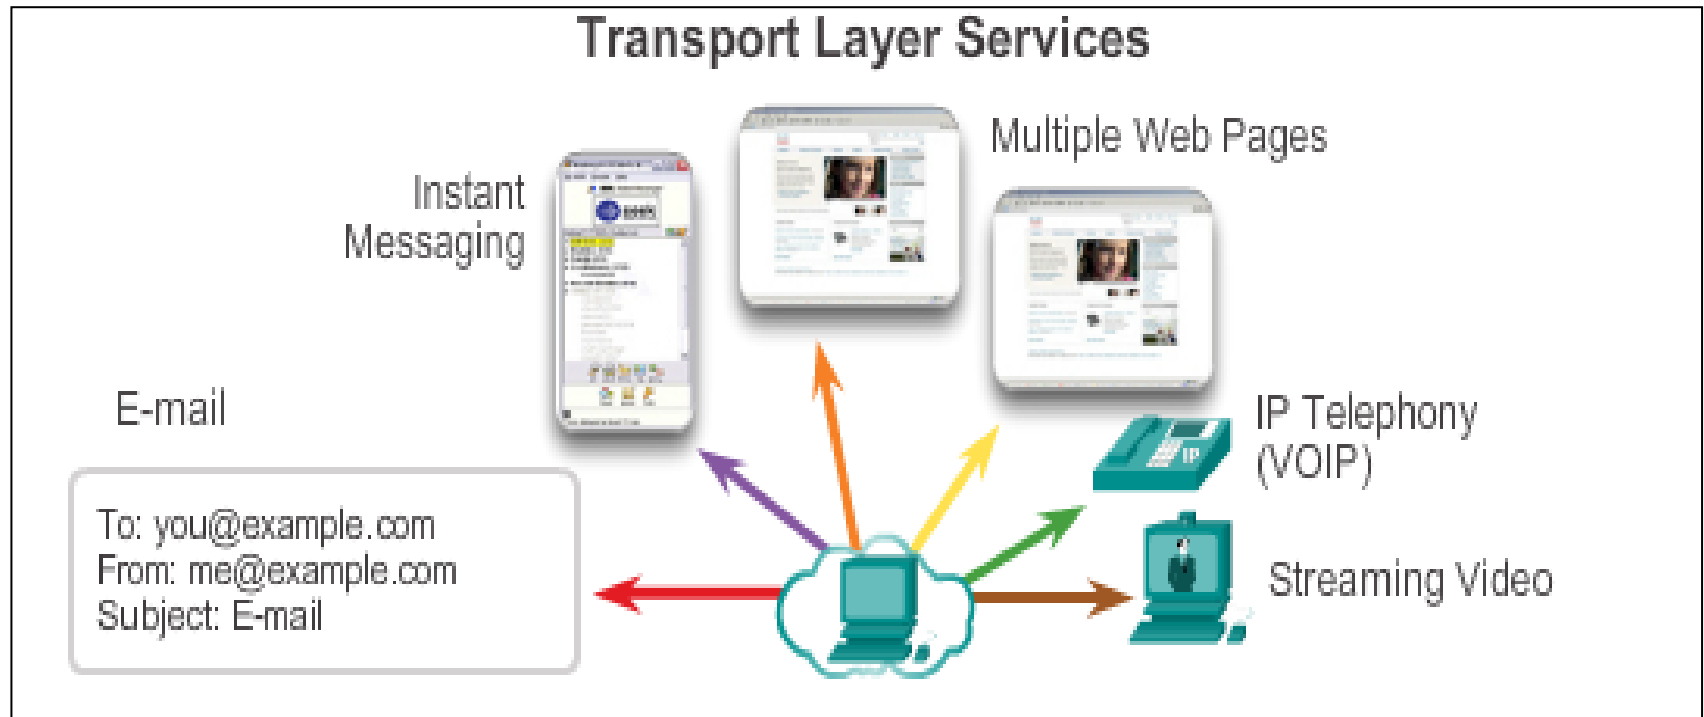 Transport Layer Services
Multiple Web Pages
Instant
Messaging
E-mail
IP Telephony
(VOIP)
IP
To: you@example.com
From: me@example.com
Subject: E-mail
Streaming Video